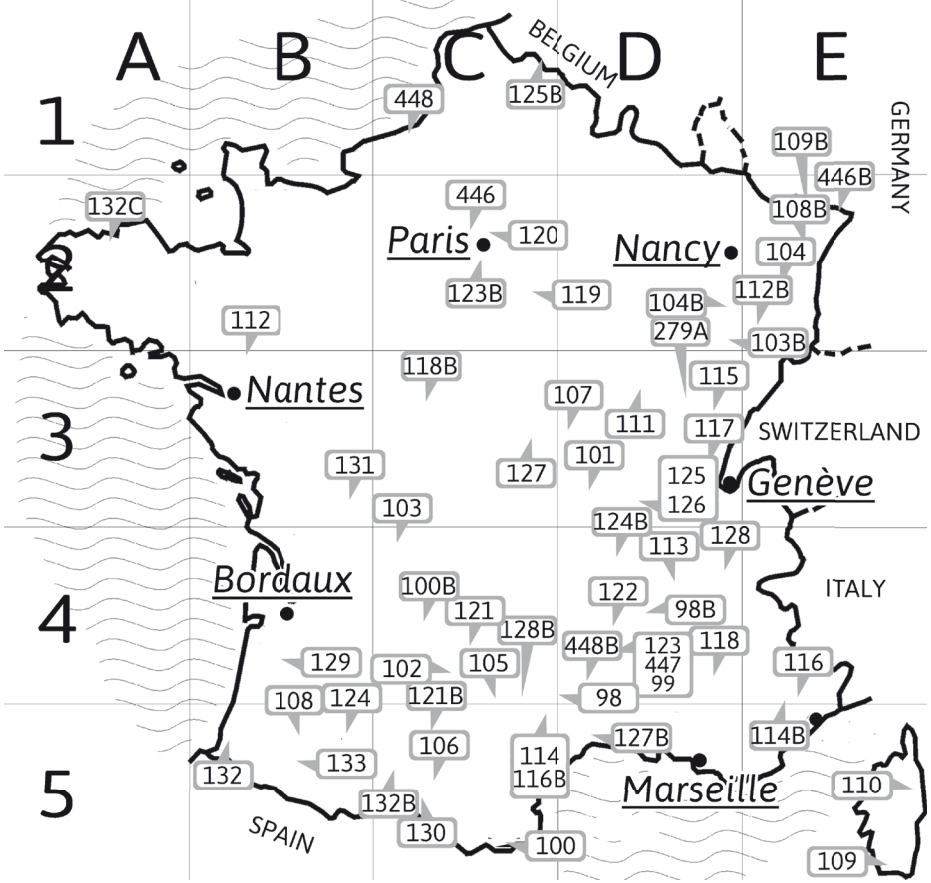 A B C D E
BELGIUM
1
448
125B
GERMANY
109B
446B
132C
446
108B
Paris
120
Nancy
104
2
123B
119
104B
112B
112
279A
103B
118B
115
Nantes
107
111
117
SWITZERLAND
3
131
127
101
125
126
Genève
103
124B
128
113
Bordaux
100B
122
ITALY
4
121
98B
128B
448B
123
447
99
118
129
102
105
116
108
124
121B
98
106
127B
114B
132
133
114
116B
Marseille
110
5
132B
130
SPAIN
100
109